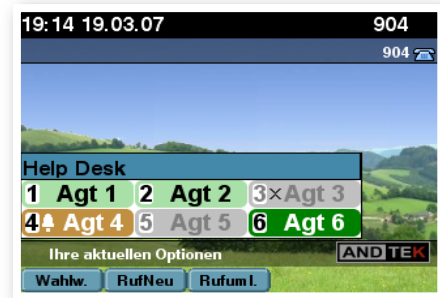 19:14 19.03.07 904
904
Help Desk
1 Agt 1 2 Agt 2 3×Agt 3
4 Agt 4 5 Agt 5 6 Agt 6
Ihre aktuellen Optionen
ANDTEK
Wahlw. RufNeu Rufuml.